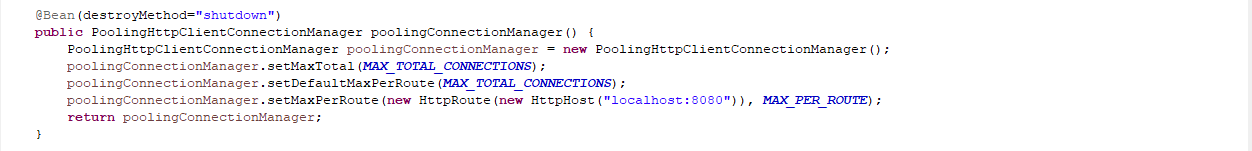 @Bean(destroyMethod="shutdown")
public PoolingHttpClientConnectionManager poolingConnectionManager() {
    PoolingHttpClientConnectionManager poolingConnectionManager = new PoolingHttpClientConnectionManager();
    poolingConnectionManager.setMaxTotal(MAX_TOTAL_CONNECTIONS);
    poolingConnectionManager.setDefaultMaxPerRoute(MAX_TOTAL_CONNECTIONS);
    poolingConnectionManager.setMaxPerRoute(new HttpRoute(new HttpHost("localhost:8080")), MAX_PER_ROUTE);
    return poolingConnectionManager;
}